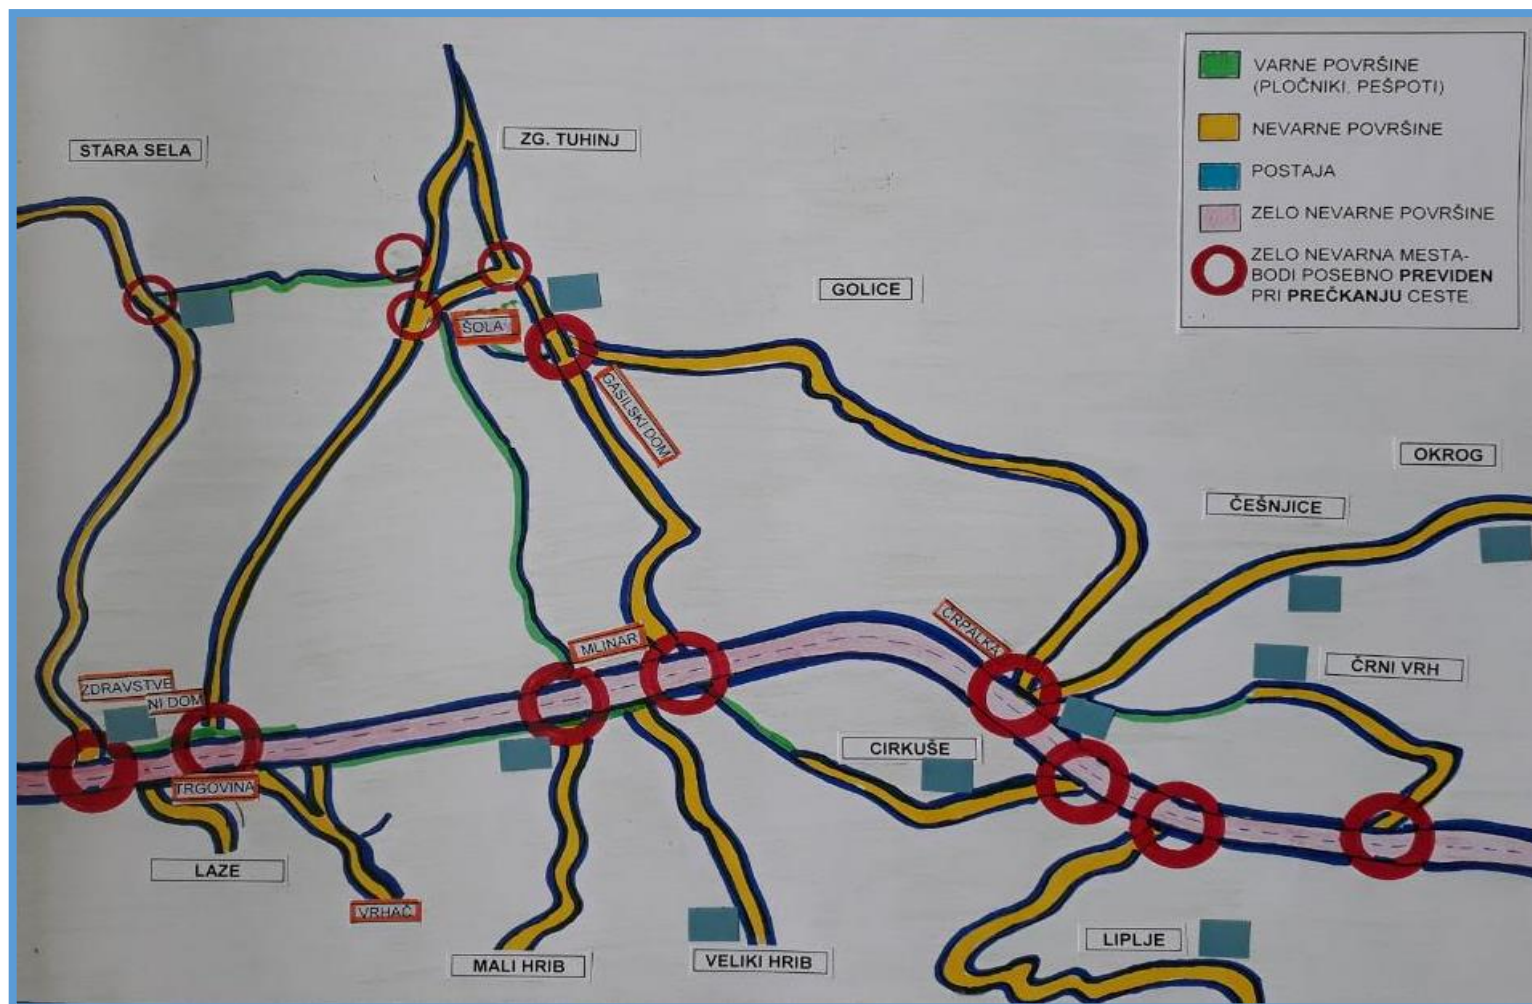 VARNE POVRŠINE
(PLOČNIKI, PEŠPOTI)
NEVARNE POVRŠINE
POSTAJA
ZELO NEVARNE POVRŠINE
ZELO NEVARNA MESTA-
BODI POSEBNO PREVIDEN
PRI PREČKANJU CESTE.
STARA SELA
ZG. TUHINJ
GOLICE
ŠOLA
GASILSKI DOM
OKROG
ČEŠNJICE
ČRPALKA
MLINAR
ČRNI VRH
ZDRAVSTVE
NI DOM
CIRKUŠE
TRGOVINA
LAZE
VRHAČ
MALI HRIB
VELIKI HRIB
LIPLJE